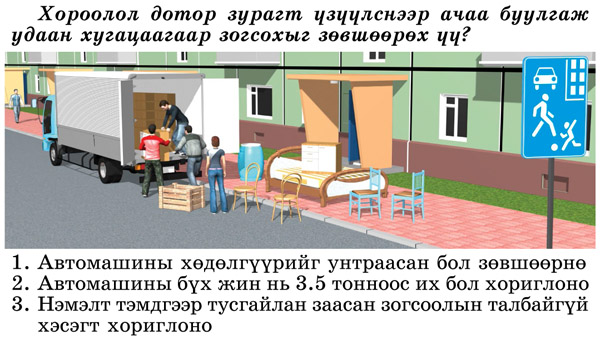 Хороолол дотор зурагт үзүүлснээр ачаа буулгаж
удаан хугацаагаар зогсохыг зөвшөөрөх үү?
1. Автомашины хөдөлгүүрийг унтраасан бол зөвшөөрнө
2. Автомашины бүх жин нь 3.5 тонноос их бол хориглоно
3. Нэмэлт тэмдгээр тусгайлан заасан зогсоолын талбайгүй
хэсэгт хориглоно